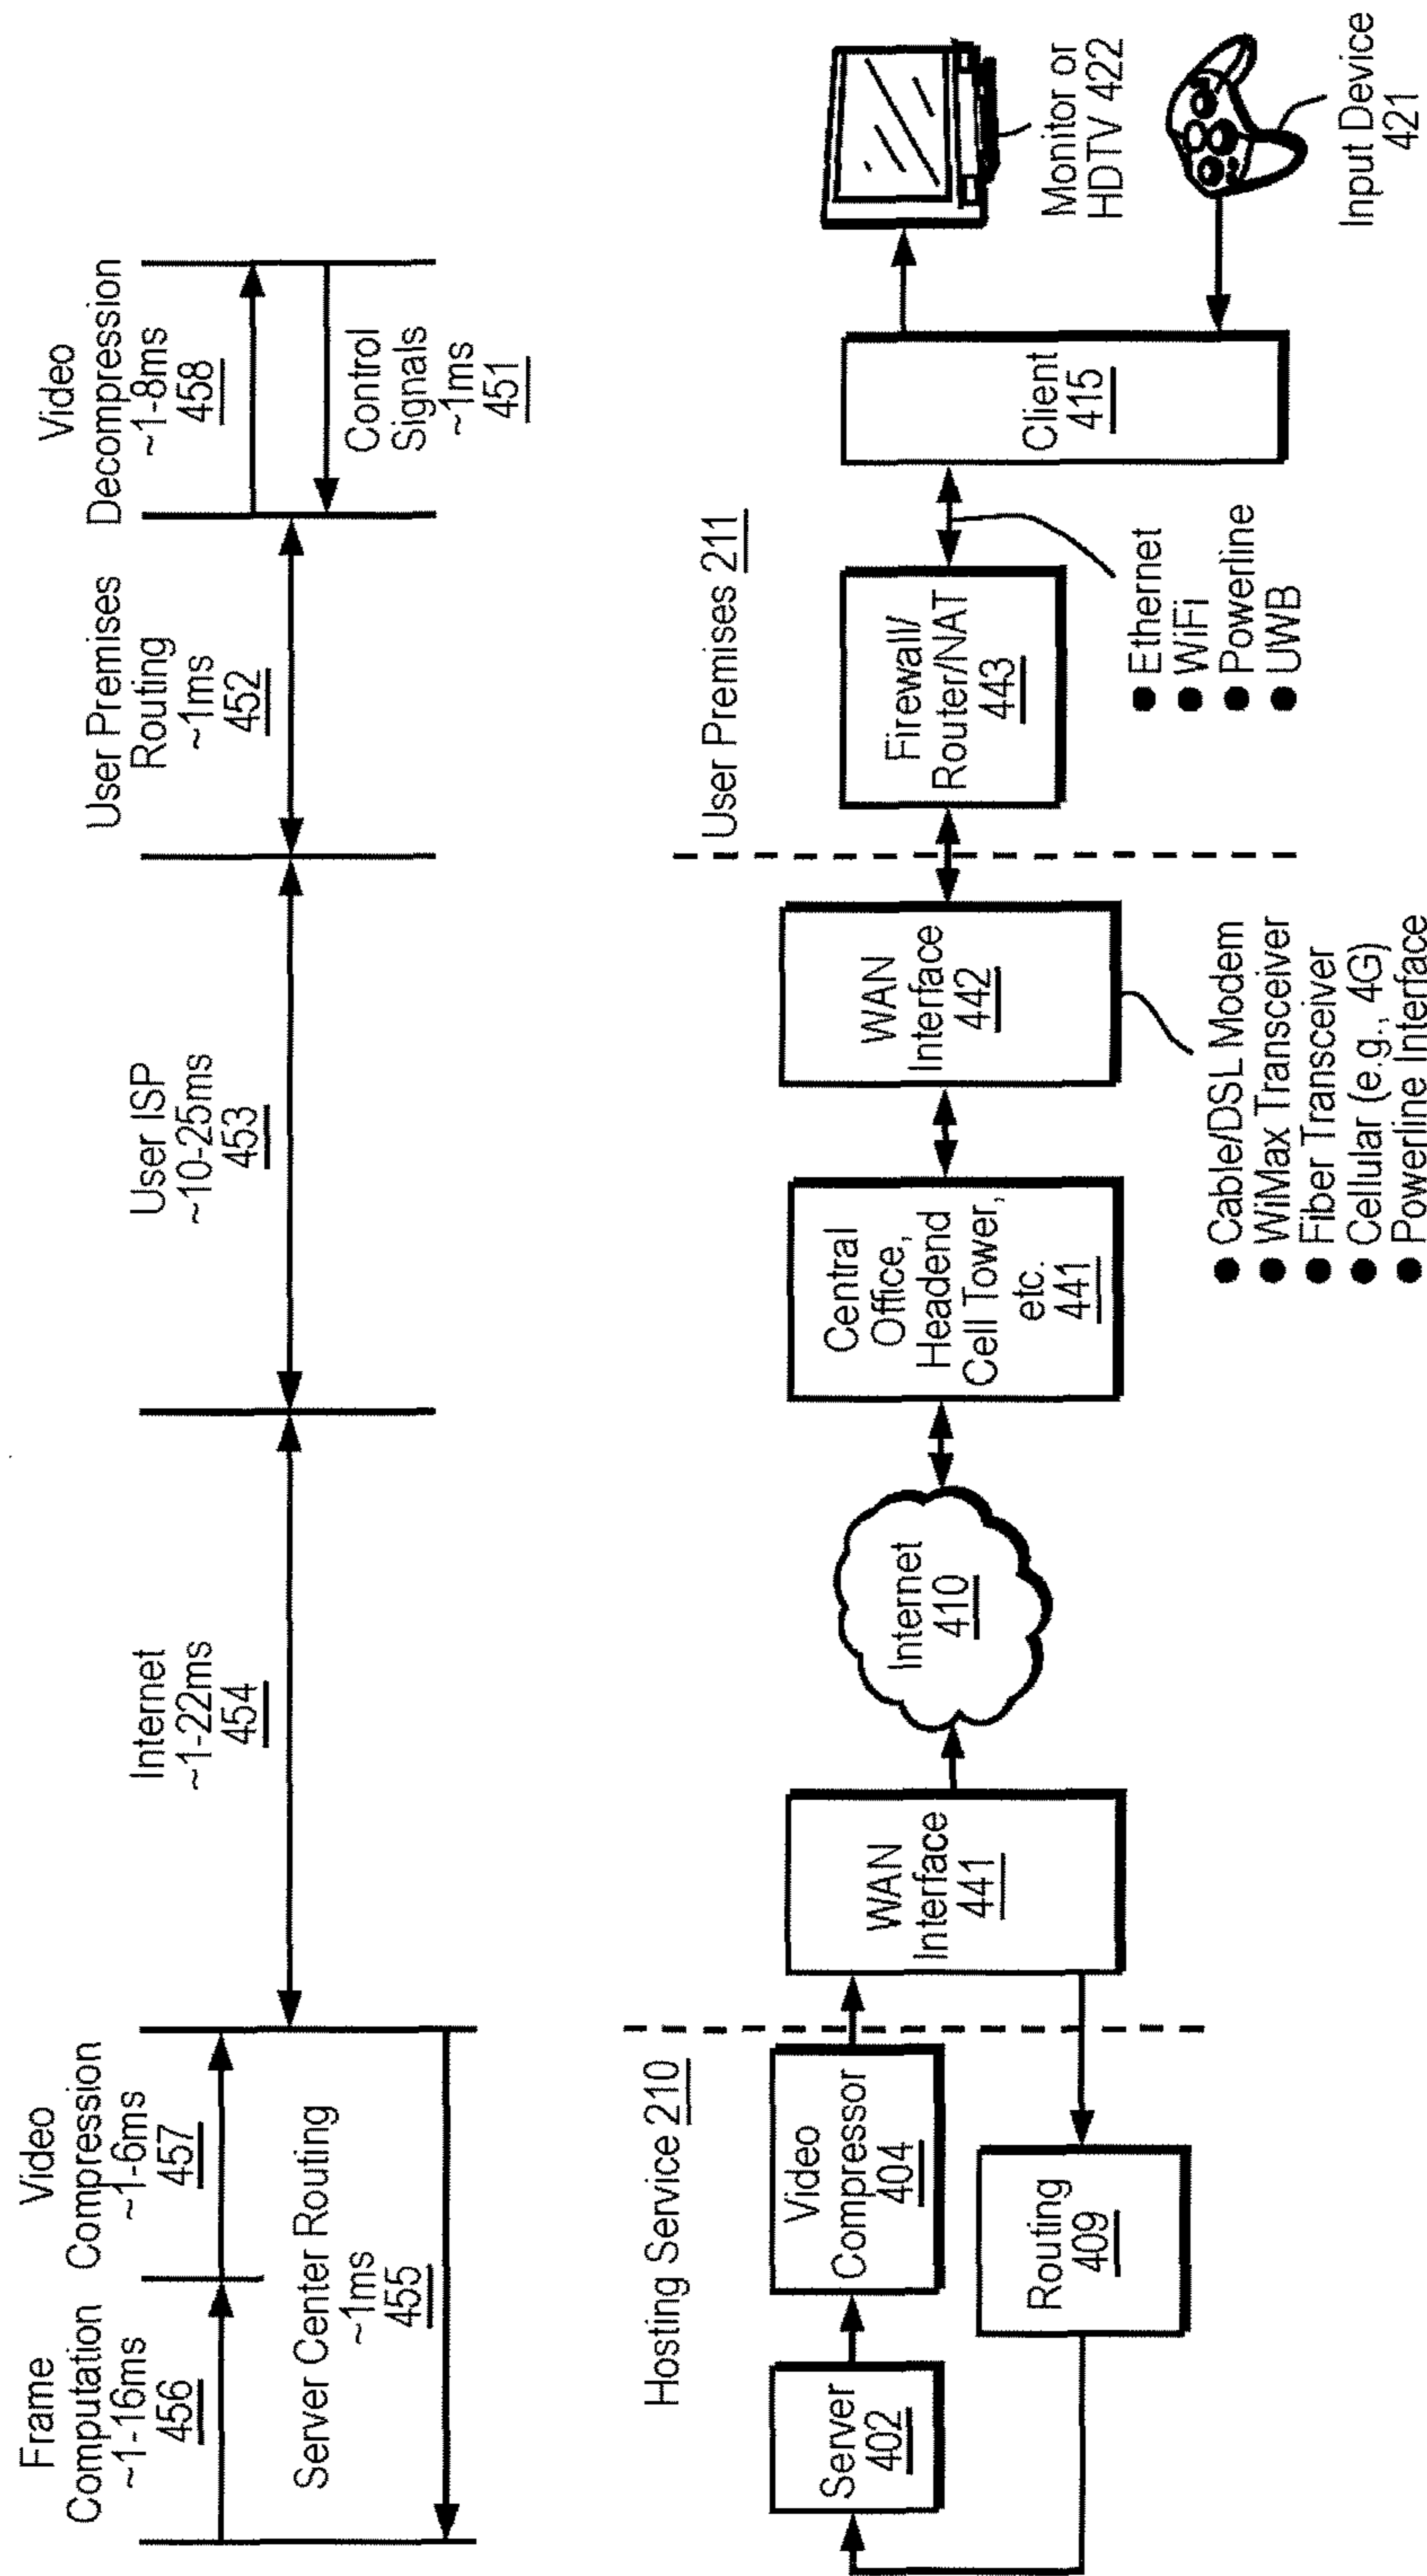 Frame
Computation
~1-16ms
456
Video
Compression
~1-6ms
457
Server Center Routing
~1ms
455
Internet
~1-22ms
454
User ISP
~10-25ms
453
User Premises
Routing
~1ms
452
Video
Decompression
~1-8ms
458
Control
Signals
~1ms
451
Hosting Service 210
Server
402
Video
Compressor
404
Routing
409
WAN
Interface
441
Internet
410
Central
Office,
Headend
Cell Tower,
etc.
441
WAN
Interface
442
● Cable/DSL Modem
● WiMax Transceiver
● Fiber Transceiver
● Cellular (e.g., 4G)
● Powerline Interface
User Premises 211
Firewall/
Router/NAT
443
● Ethernet
● WiFi
● Powerline
● UWB
Client
415
Monitor or
HDTV 422
Input Device
421